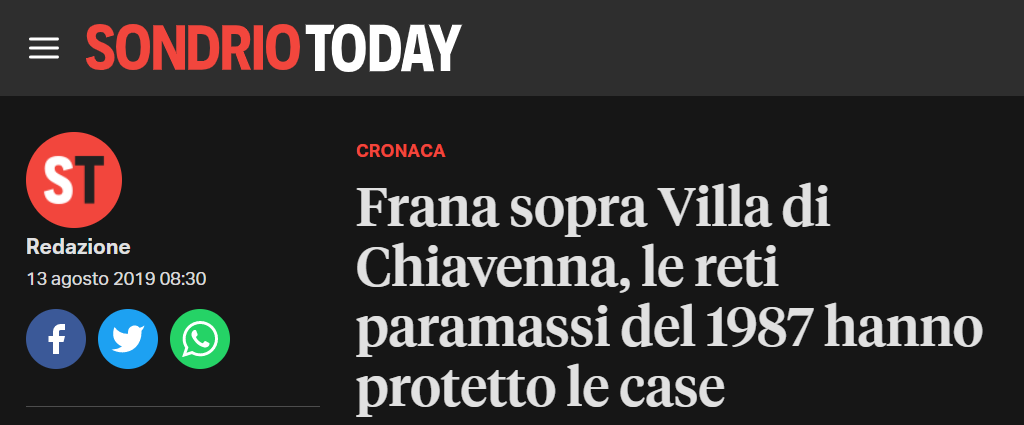 SONDRIOTODAY
ST
Redazione
13 agosto 2019 08:30
CRONACA
Frana sopra Villa di
Chiavenna, le reti
paramassi del 1987 hanno
protetto le case